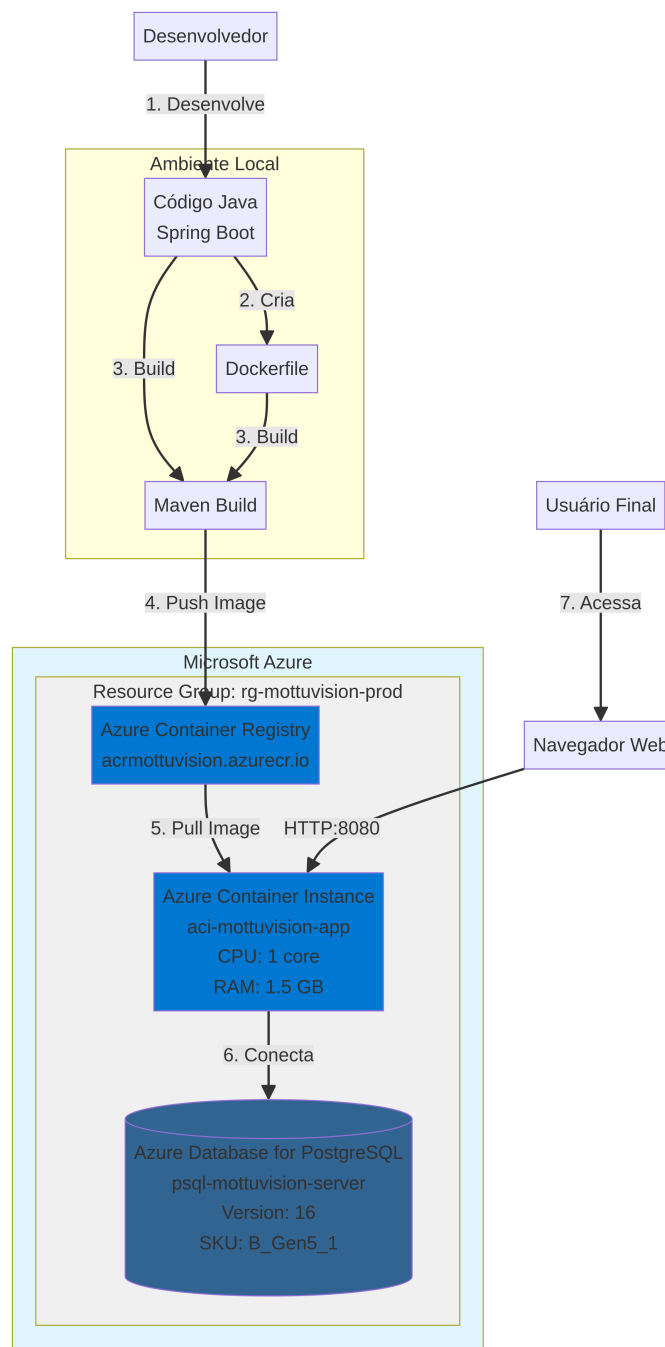 Desenvolvedor
1. Desenvolve
Ambiente Local
Código Java
Spring Boot
2. Cria
3. Build
Dockerfile
3. Build
Maven Build
Usuário Final
4. Push Image
7. Acessa
Microsoft Azure
Resource Group: rg-mottuvision-prod
Azure Container Registry
acrmottuvision.azurecr.io
Navegador Web
5. Pull Image
HTTP:8080
Azure Container Instance
aci-mottuvision-app
CPU: 1 core
RAM: 1.5 GB
6. Conecta
Azure Database for PostgreSQL
psql-mottuvision-server
Version: 16
SKU: B_Gen5_1